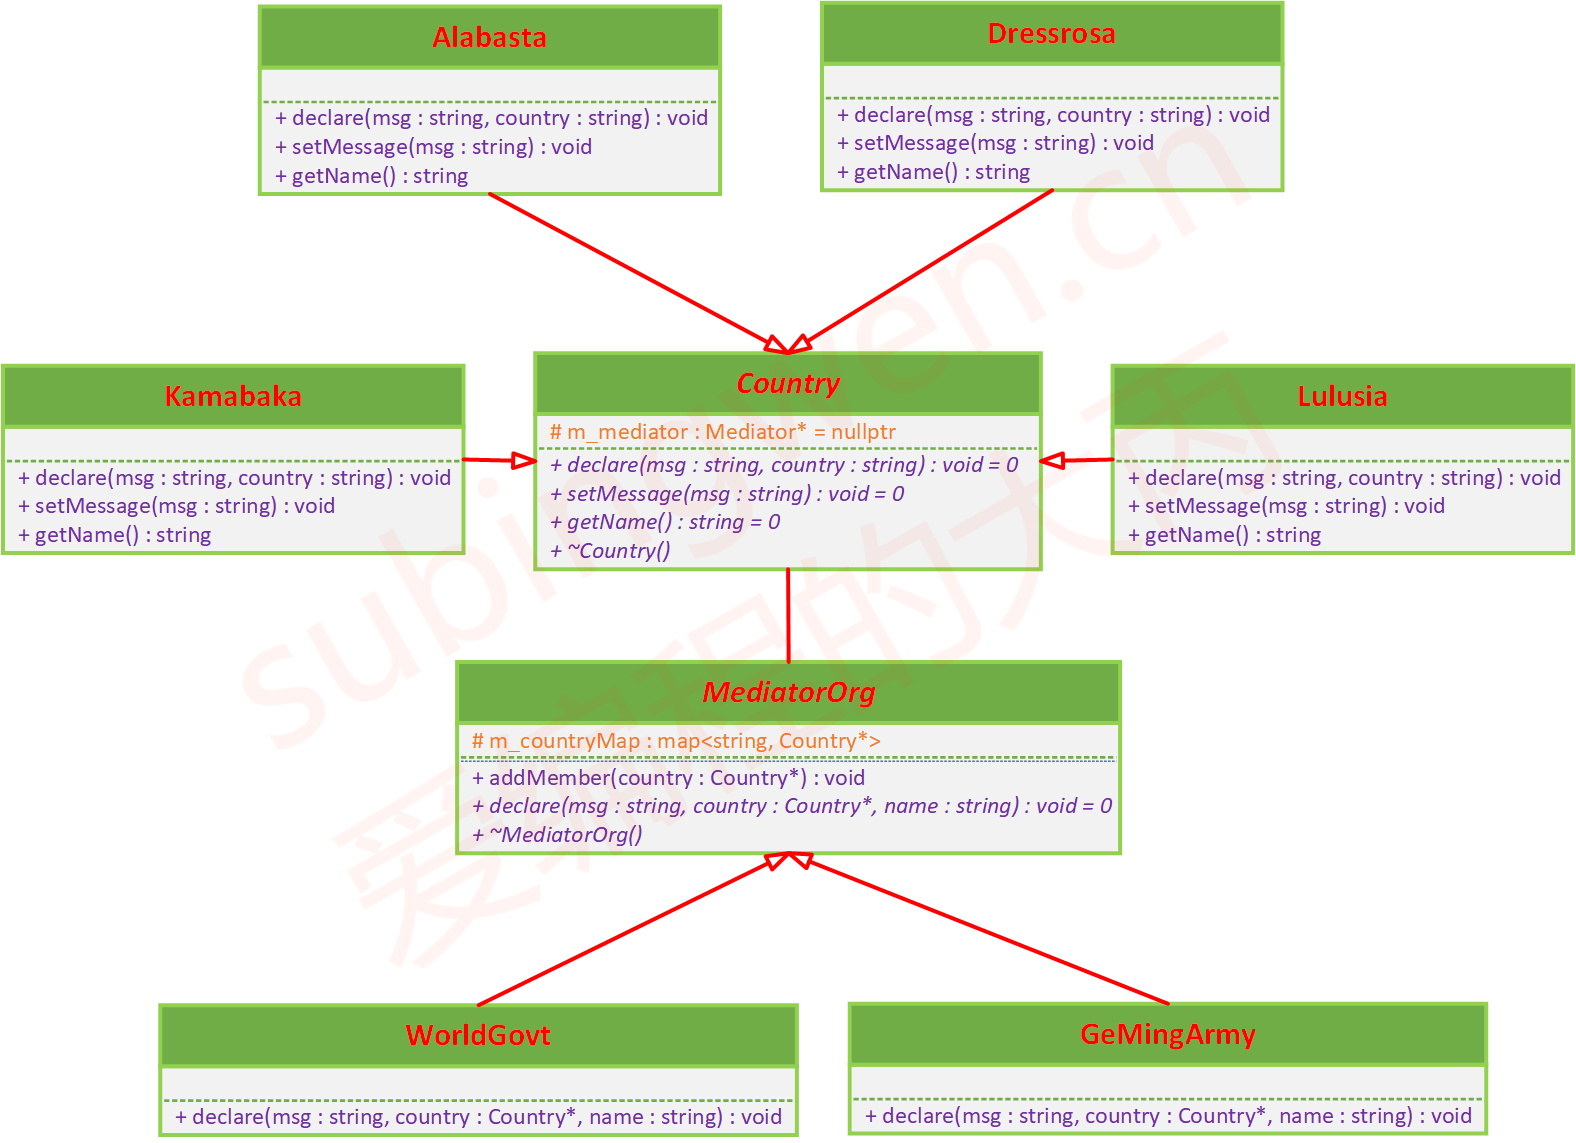 Alabasta
+ declare(msg : string, country : string) : void
+ setMessage(msg : string) : void
+ getName() : string
Dressrosa
+ declare(msg : string, country : string) : void
+ setMessage(msg : string) : void
+ getName() : string
Kamabaka
+ declare(msg : string, country : string) : void
+ setMessage(msg : string) : void
+ getName() : string
Country
# m_mediator : Mediator* = nullptr
+ declare(msg : string, country : string) : void = 0
+ setMessage(msg : string) : void = 0
+ getName() : string = 0
+ ~Country()
Lulusia
+ declare(msg : string, country : string) : void
+ setMessage(msg : string) : void
+ getName() : string
MediatorOrg
# m_countryMap : map<string, Country*>
+ addMember(country : Country*) : void
+ declare(msg : string, country : Country*, name : string) : void = 0
+ ~MediatorOrg()
WorldGovt
+ declare(msg : string, country : Country*, name : string) : void
GeMingArmy
+ declare(msg : string, country : Country*, name : string) : void
subingwen.cn
爱编程的大丙